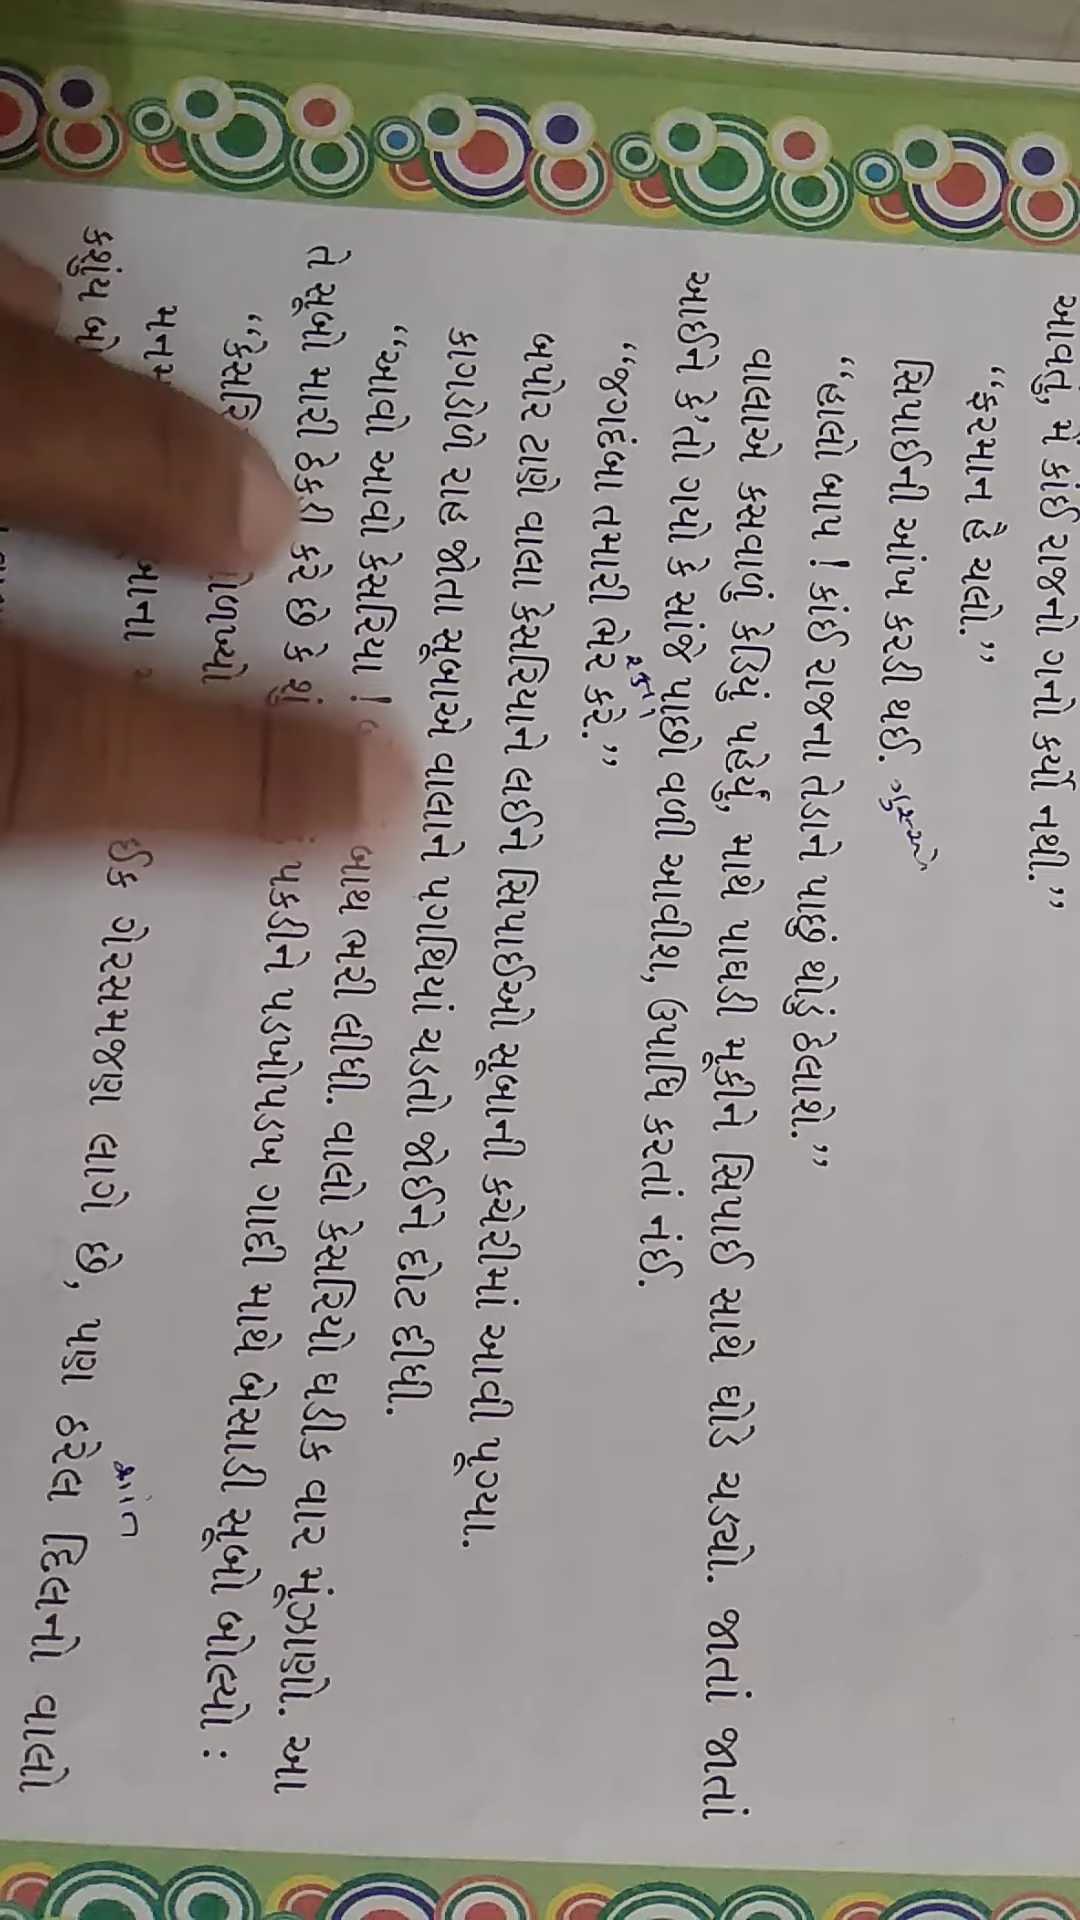 આવતું, મેં કાંઈ રાજનો ગનો કર્યો નથી.”
“ફરમાન હૈ ચલો.”
સિપાઈની આંખ કરડી થઈ. ગુસ્સે
“હાલો બાપ ! કાંઈ રાજના તેડાને પાછું થોડું ઠેલાશે.”
વાલાએ કસવાળું કેડિયું પહેર્યું, માથે પાઘડી મૂકીને સિપાઈ સાથે ઘોડે ચડ્યો. જાતાં જાતાં
આઈને કે’તો ગયો કે સાંજે પાછો વળી આવીશ, ઉપાધિ કરતાં નંઈ.
“જગદંબા તમારી ભેર કરે.”
બપોર ટાણે વાલા કેસરિયાને લઈને સિપાઈઓ સૂબાની કચેરીમાં આવી પૂગ્યા.
કાગડોળે રાહ જોતા સૂબાએ વાલાને પગથિયાં ચડતો જોઈને દોટ દીધી.
“આવો આવો કેસરિયા ! બાથ ભરી લીધી. વાલો કેસરિયો ઘડીક વાર મૂંઝાણો. આ
તે સૂબો મારી ઠેકડી કરે છે કે શું પકડીને પડખોપડખ ગાદી માથે બેસાડી સૂબો બોલ્યો :
“કેસરિ
ઈક ગેરસમજણ લાગે છે, પણ ઠરેલ દિલનો વાલો
શાંત
કશુંય